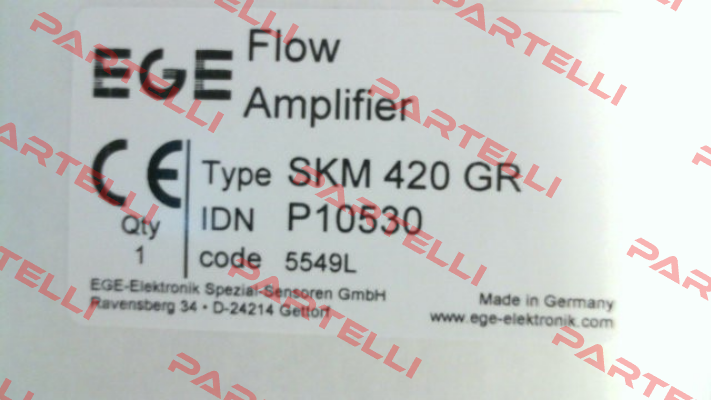 EGE Flow
Amplifier
CE
Type SKM 420 GR
IDN P10530
Qty
1
code 5549L
EGE-Elektronik Spezial-Sensoren GmbH
Ravensberg 34 • D-24214 Gettorf
Made in Germany
www.ege-elektronik.com
PARTELLI
PARTELLI
PARTELLI
PARTELLI
PARTELLI
PARTELLI
PARTELLI
PARTELLI